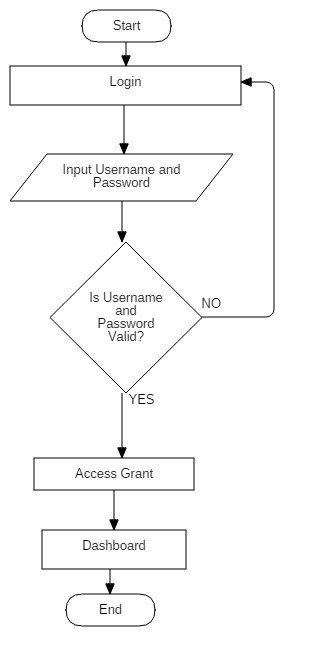 Start
Login
Input Username and
Password
Is Username
and
Password
Valid?
NO
YES
Access Grant
Dashboard
End